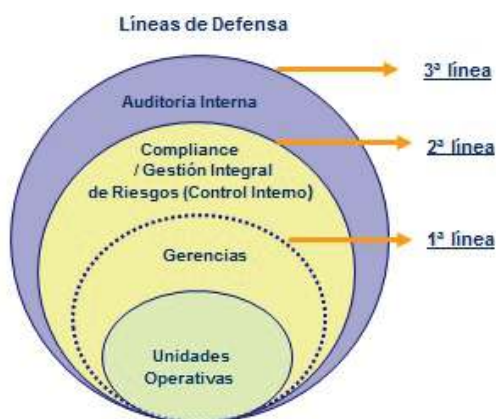 Líneas de Defensa
3ª línea
Auditoria Interna
Compliance
/ Gestión Integral
de Riesgos (Control Interno)
2ª línea
1ª línea
Gerencias
Unidades
Operativas